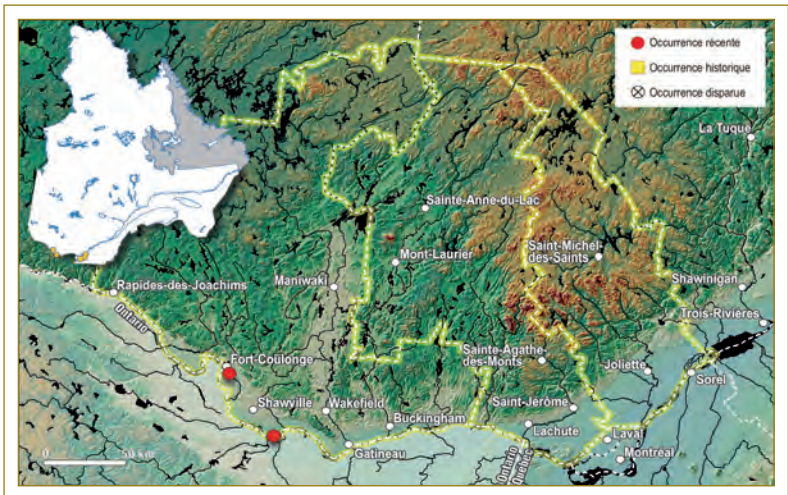 Occurrence récente
Occurrence historique
Occurrence disparue
La Tuque
Sainte-Anne-du-Lac
Mont-Laurier
Saint-Michel
des-Saints
Maniwaki
Rapides-des-Joachims
Shawinigan
Trois-Rivières
Ontario
Fort-Coulonge
Sainte-Agathe
des-Monts
Joliette
Sorel
Shawville
Wakefield
Buckingham
Saint-Jérôme
Lachute
Laval
Gatineau
Montréal
Ontario
Québec
0 50 km